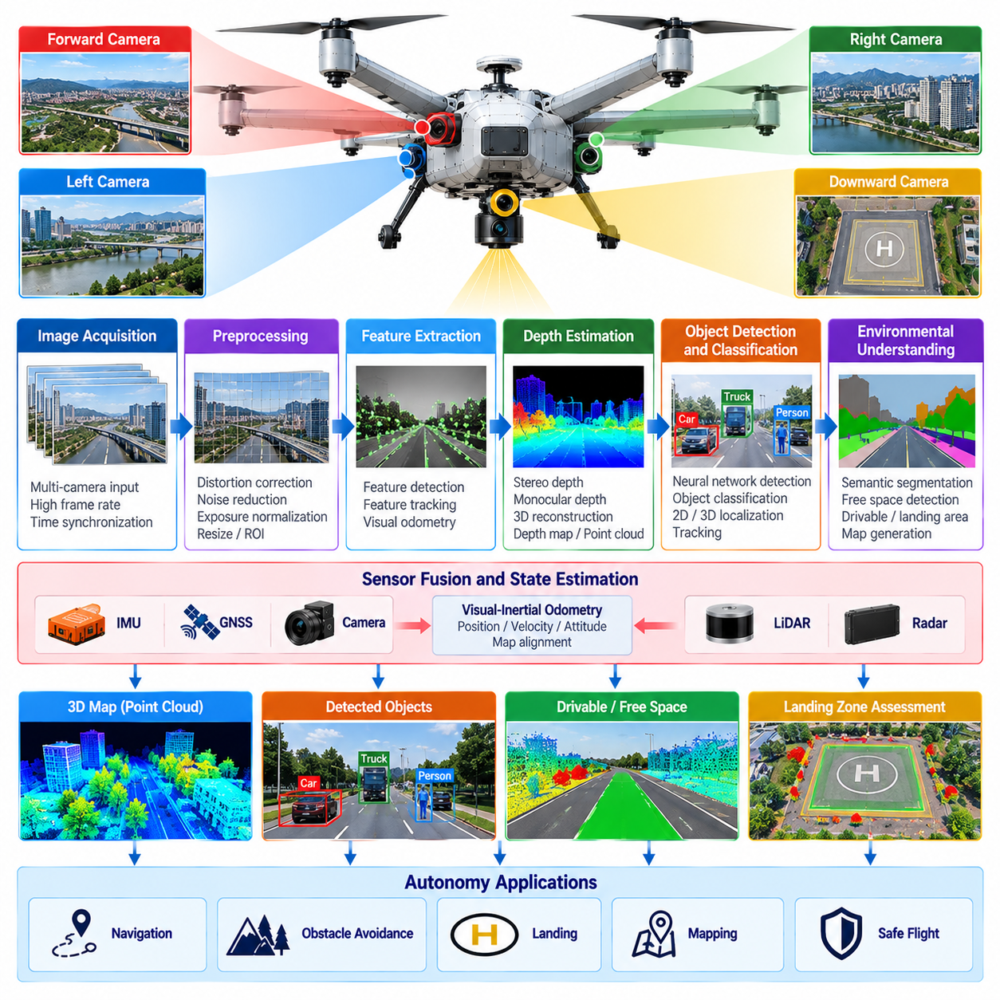 Forward Camera
Right Camera
Left Camera
Downward Camera
H
Image Acquisition
Multi-camera input
High frame rate
Time synchronization
Preprocessing
Distortion correction
Noise reduction
Exposure normalization
Resize / ROI
Feature Extraction
Feature detection
Feature tracking
Visual odometry
Depth Estimation
Stereo depth
Monocular depth
3D reconstruction
Depth map / Point cloud
Object Detection
and Classification
Car
Truck
Person
Neural network detection
Object classification
2D / 3D localization
Tracking
Environmental
Understanding
Semantic segmentation
Free space detection
Drivable / landing area
Map generation
Sensor Fusion and State Estimation
IMU
GNSS
Camera
Visual-Inertial Odometry
Position / Velocity / Attitude
Map alignment
LiDAR
Radar
3D Map (Point Cloud)
Detected Objects
Car
Truck
Person
Drivable / Free Space
Landing Zone Assessment
H
Autonomy Applications
Navigation
Obstacle Avoidance
H
Landing
Mapping
Safe Flight